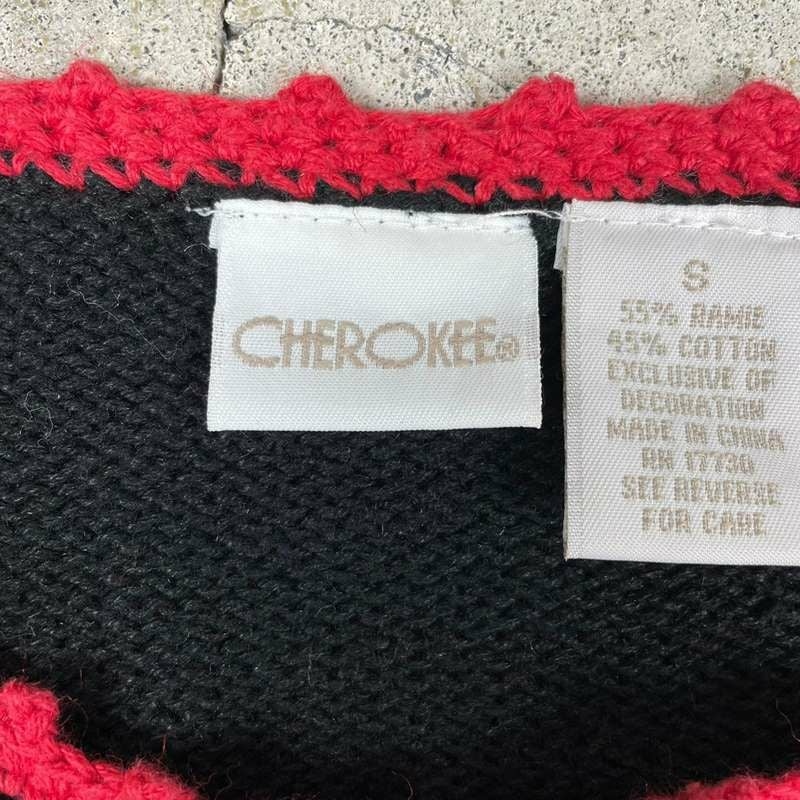 CHEROKEE®
S
55% RAMIE
45% COTTON
EXCLUSIVE OF
DECORATION
MADE IN CHINA
RN 17730
SEE REVERSE
FOR CARE